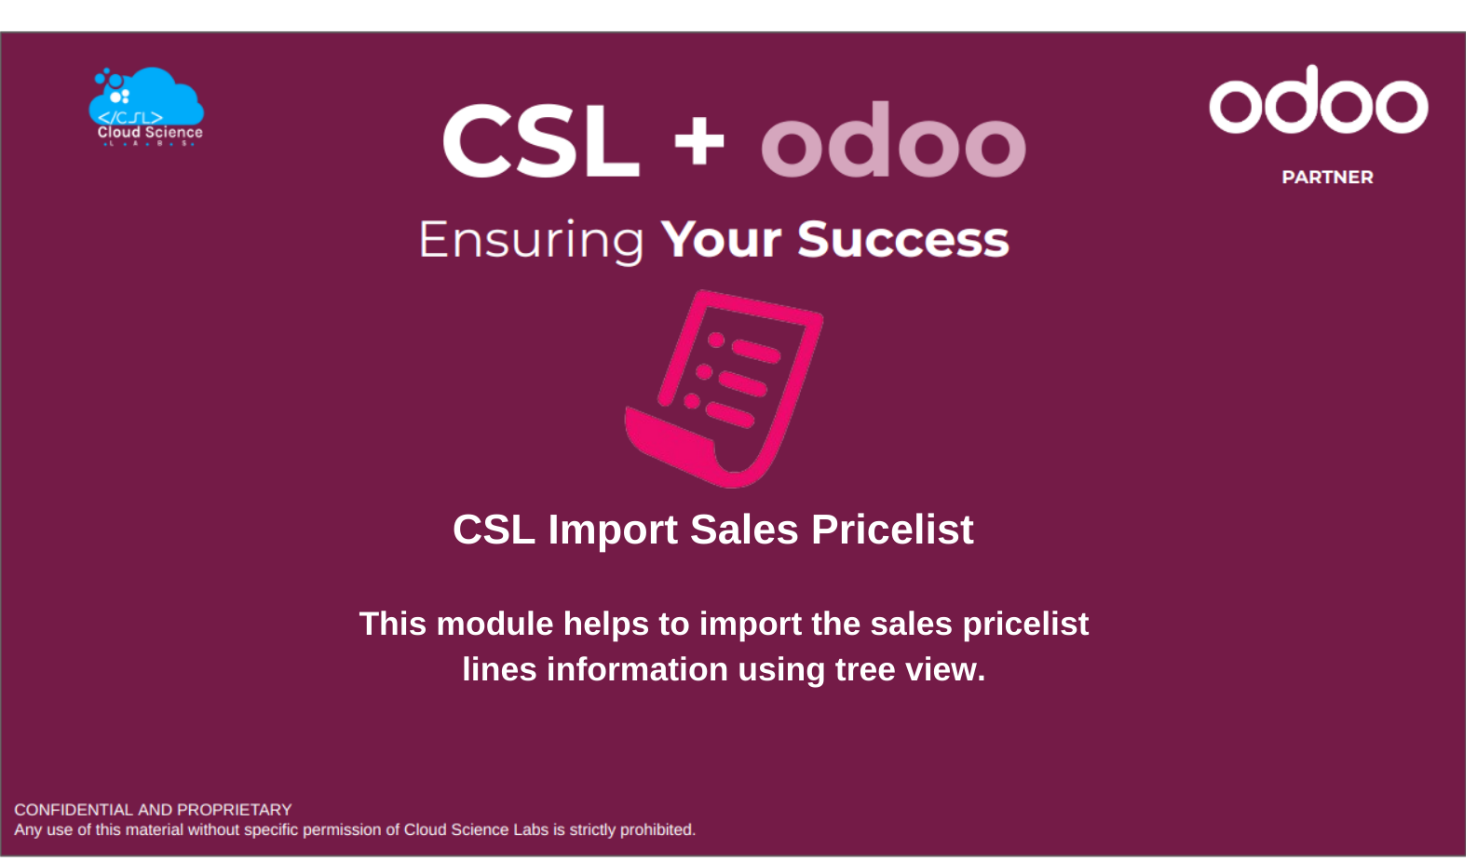 </CSL>
Cloud Science
L A B S
CSL + odoo
odoo
PARTNER
Ensuring Your Success
CSL Import Sales Pricelist
This module helps to import the sales pricelist
lines information using tree view.
CONFIDENTIAL AND PROPRIETARY
Any use of this material without specific permission of Cloud Science Labs is strictly prohibited.